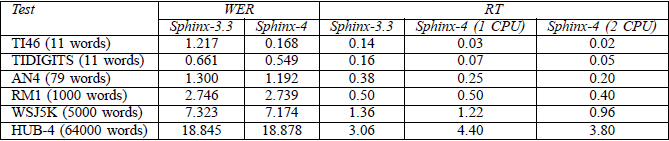 Test WER RT
Sphinx-3.3 Sphinx-4 Sphinx-3.3 Sphinx-4 (1 CPU) Sphinx-4 (2 CPU)
TI46 (11 words) 1.217 0.168 0.14 0.03 0.02
TIDIGITS (11 words) 0.661 0.549 0.16 0.07 0.05
AN4 (79 words) 1.300 1.192 0.38 0.25 0.20
RM1 (1000 words) 2.746 2.739 0.50 0.50 0.40
WSJ5K (5000 words) 7.323 7.174 1.36 1.22 0.96
HUB-4 (64000 words) 18.845 18.878 3.06 4.40 3.80